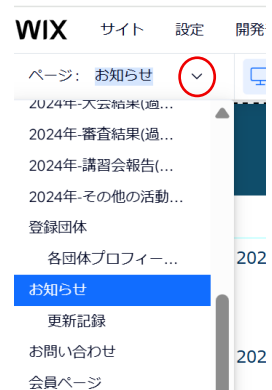 WIX サイト 設定 開発
ページ： お知らせ
2024年-大会結果(過...
2024年-審査結果(過...
2024年-講習会報告(...
2024年-その他の活動...
登録団体
各団体プロフィー...
202
お知らせ
更新記録
お問い合わせ
202
会員ページ